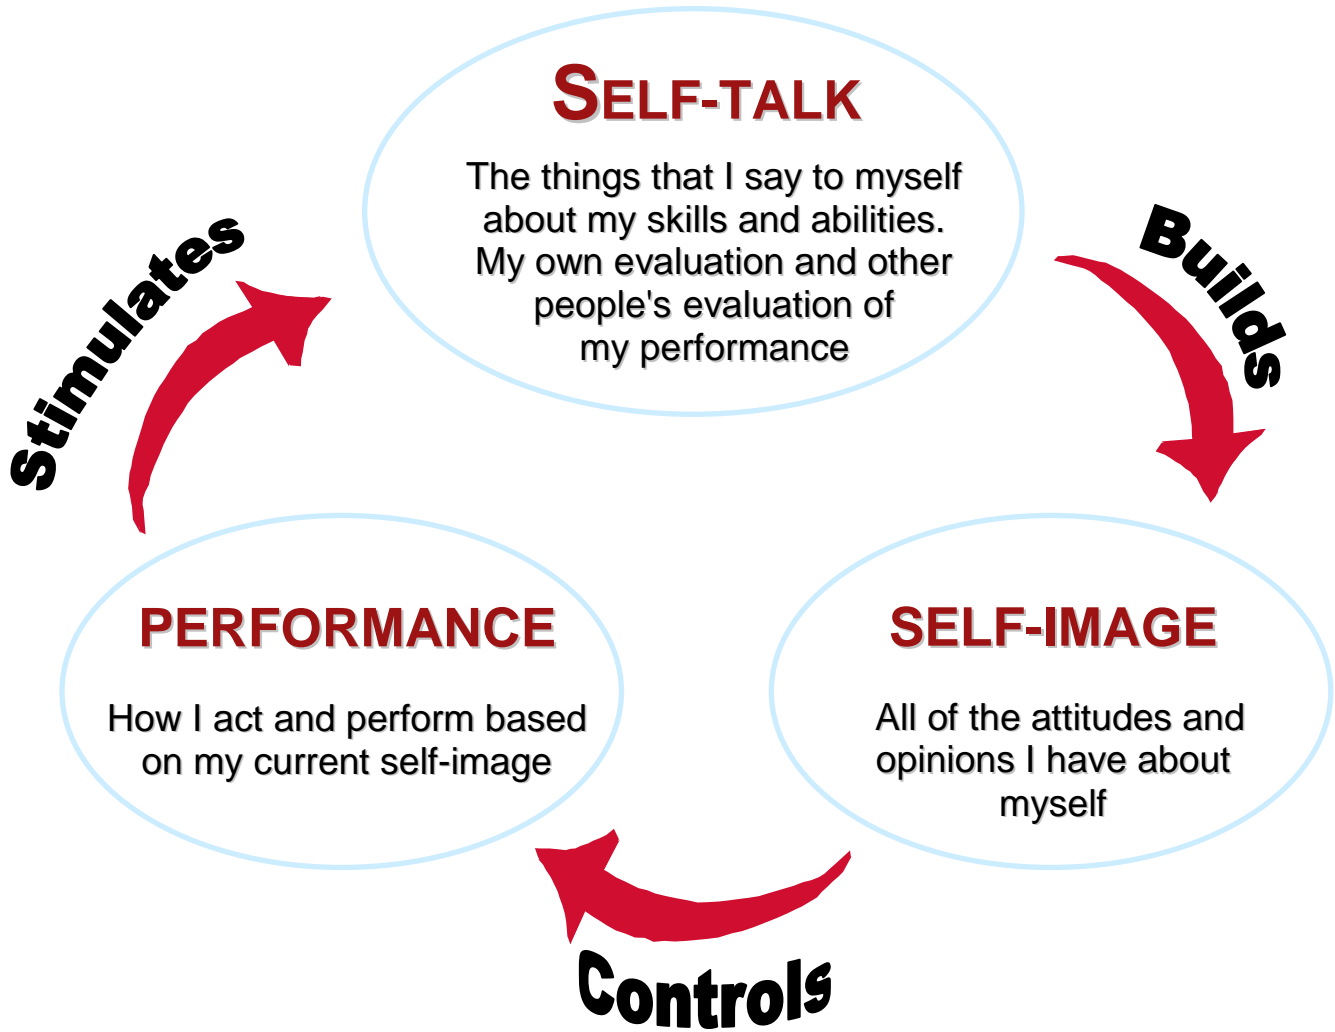 SELF-TALK
The things that I say to myself
about my skills and abilities.
My own evaluation and other
people's evaluation of
my performance
Stimulates
Builds
PERFORMANCE
How I act and perform based
on my current self-image
SELF-IMAGE
All of the attitudes and
opinions I have about
myself
Controls